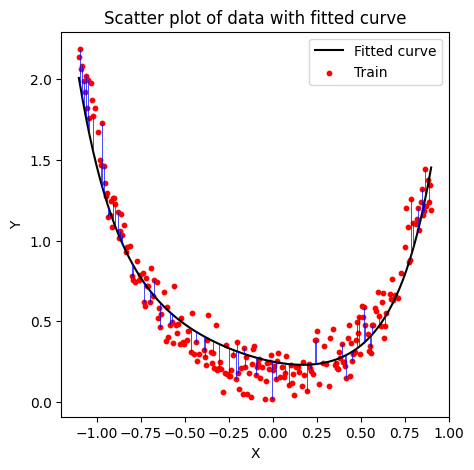 Scatter plot of data with fitted curve
Fitted curve
Train
Y
2.0
1.5
1.0
0.5
0.0
−1.00 −0.75 −0.50 −0.25 0.00 0.25 0.50 0.75 1.00
X